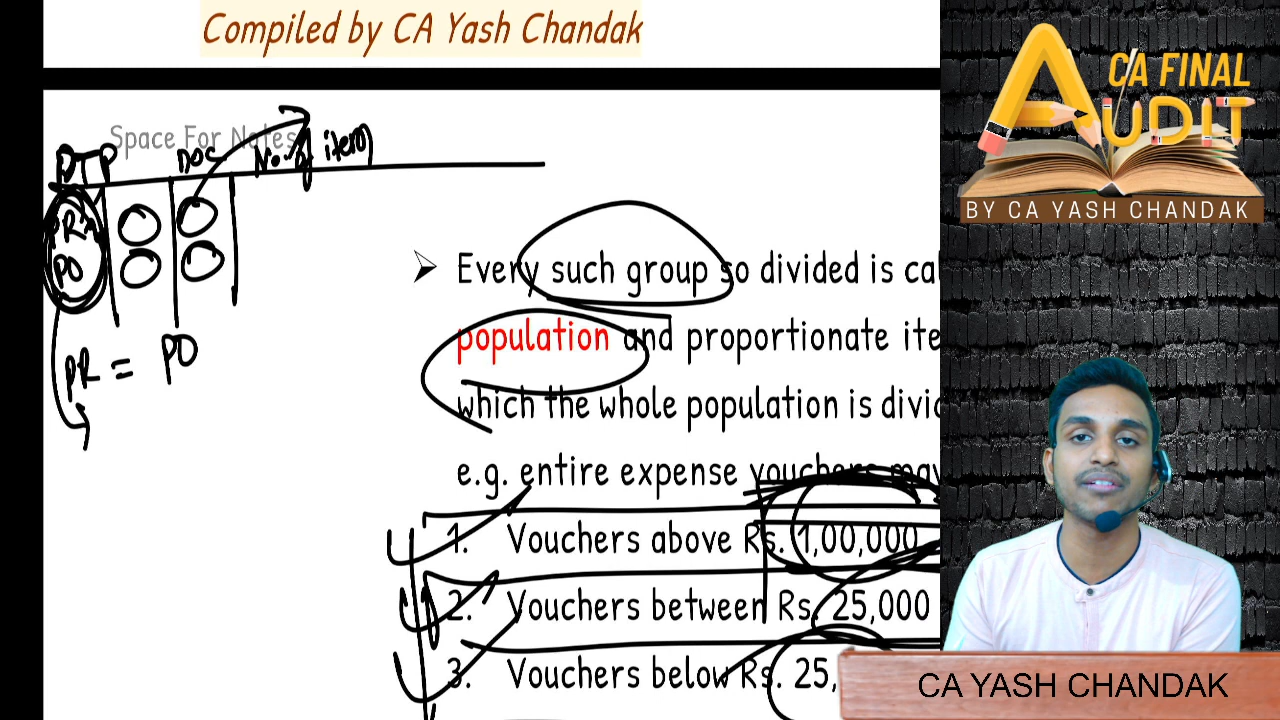 Compiled by CA Yash Chandak
Space For Notes
DOC No. of item
PO
PR = PO
Every such group so divided is ca
population and proportionate ite
which the whole population is divid
e.g. entire expense vouchers may
1. Vouchers above Rs. 1,00,000
2. Vouchers between Rs. 25,000
3. Vouchers below Rs. 25,
CA FINAL
AUDIT
BY CA YASH CHANDAK
CA YASH CHANDAK